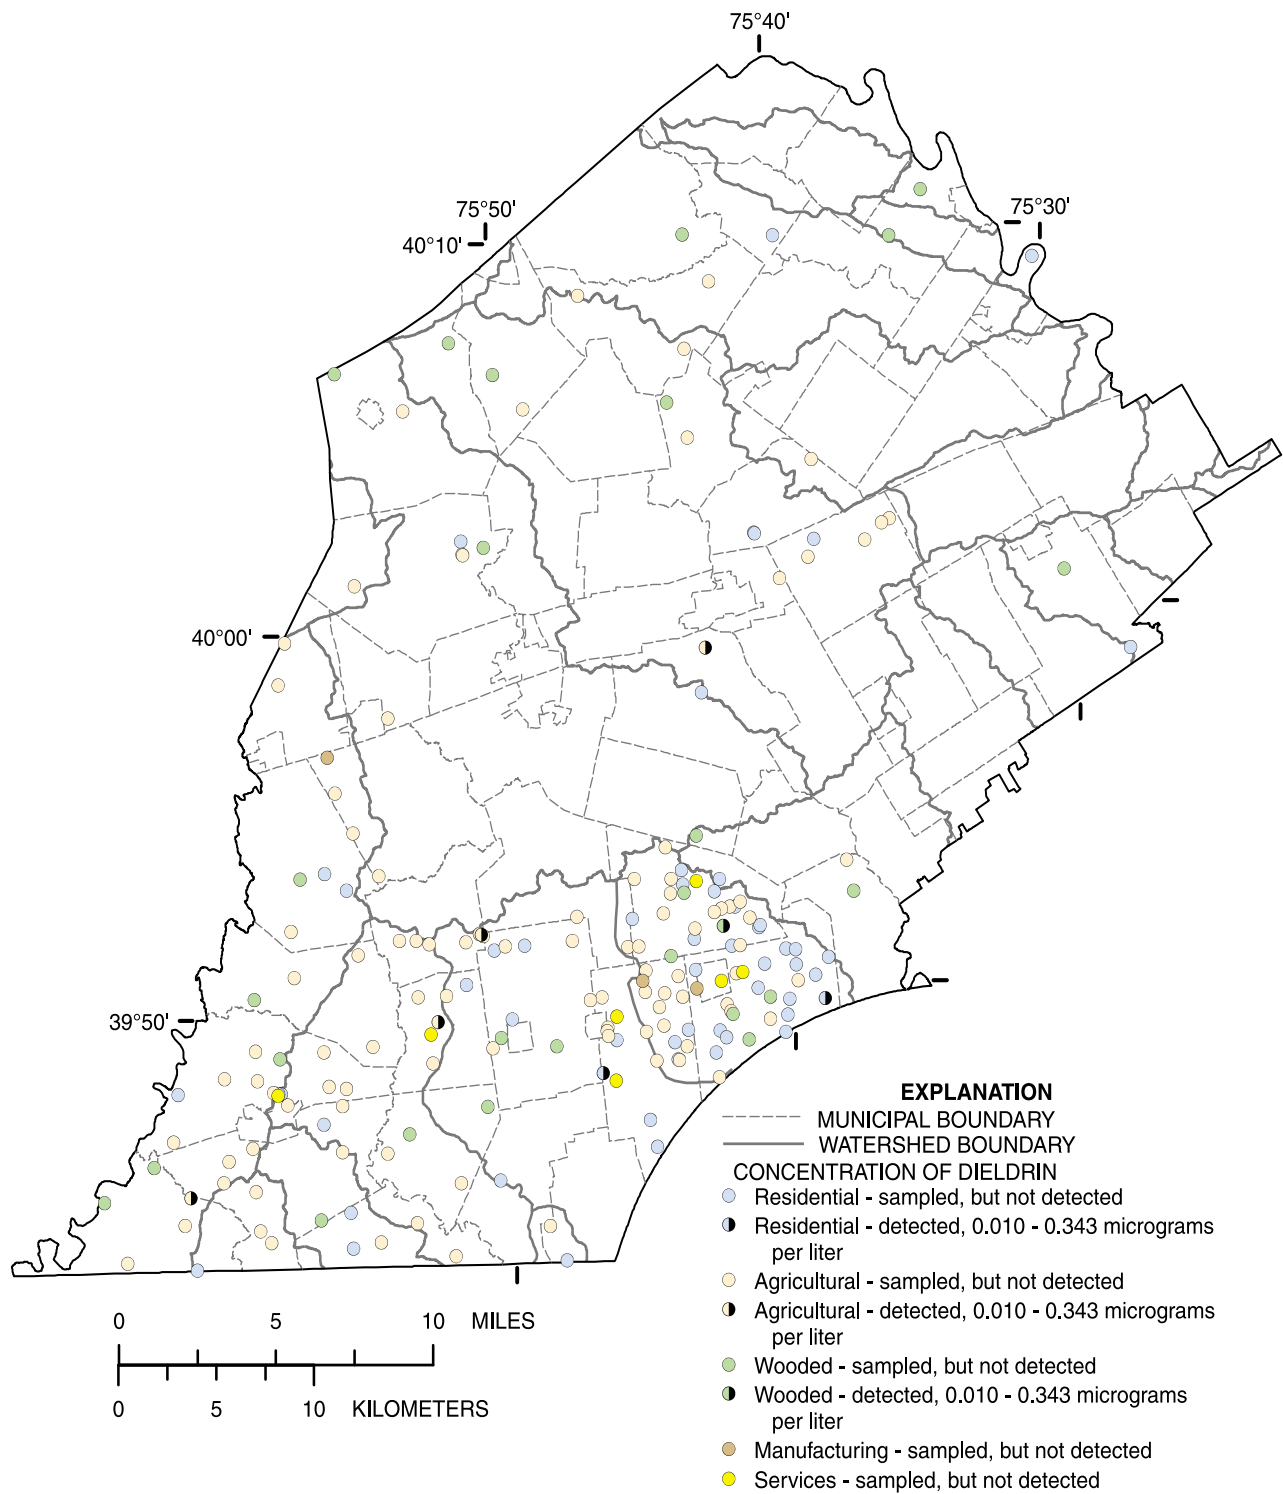 75°40'
75°50'
75°30'
40°10'
40°00'
39°50'
EXPLANATION
MUNICIPAL BOUNDARY
WATERSHED BOUNDARY
CONCENTRATION OF DIELDRIN
Residential - sampled, but not detected
Residential - detected, 0.010 - 0.343 micrograms
per liter
Agricultural - sampled, but not detected
Agricultural - detected, 0.010 - 0.343 micrograms
per liter
Wooded - sampled, but not detected
Wooded - detected, 0.010 - 0.343 micrograms
per liter
Manufacturing - sampled, but not detected
Services - sampled, but not detected
0 5 10 MILES
0 5 10 KILOMETERS